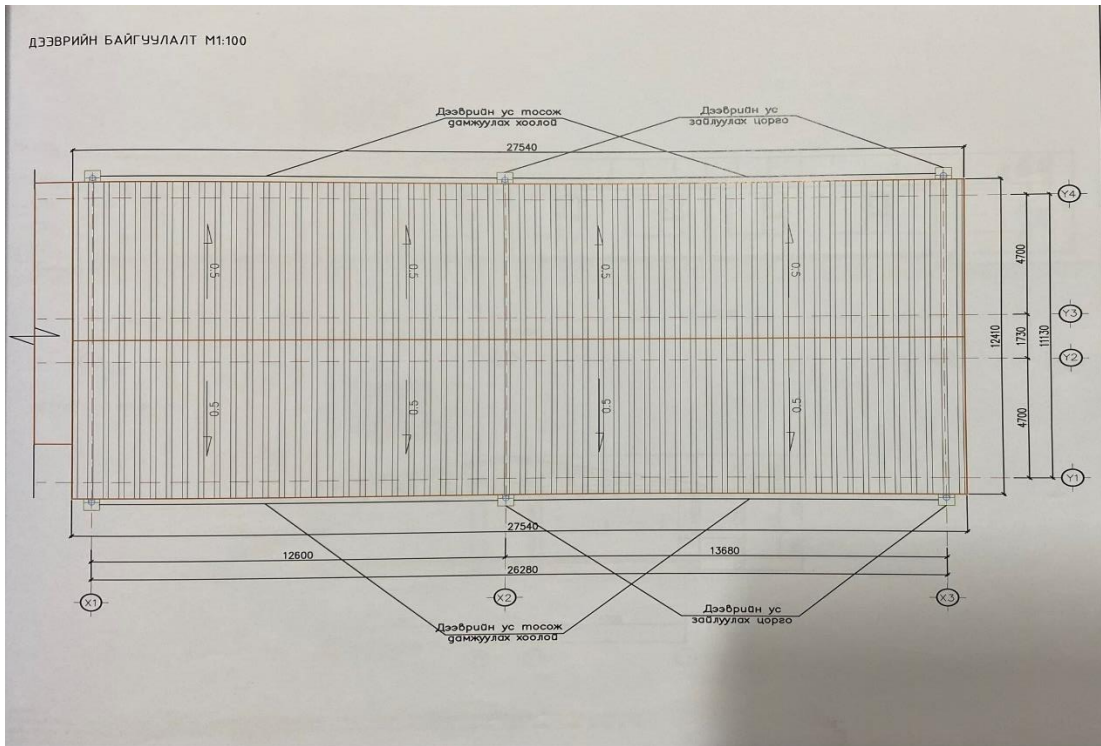 ДЭЭВРИЙН БАЙГУУЛАЛТ М1:100
Дээврийн ус тосож
дамжуулах хоолой
Дээврийн ус
зайлуулах цорго
27540
0.5
0.5
0.5
0.5
Y4
4700
Y3
1730
12410
11130
Y2
0.5
0.5
0.5
0.5
4700
Y1
27540
12600
13680
26280
X1
X2
X3
Дээврийн ус тосож
дамжуулах хоолой
Дээврийн ус
зайлуулах цорго